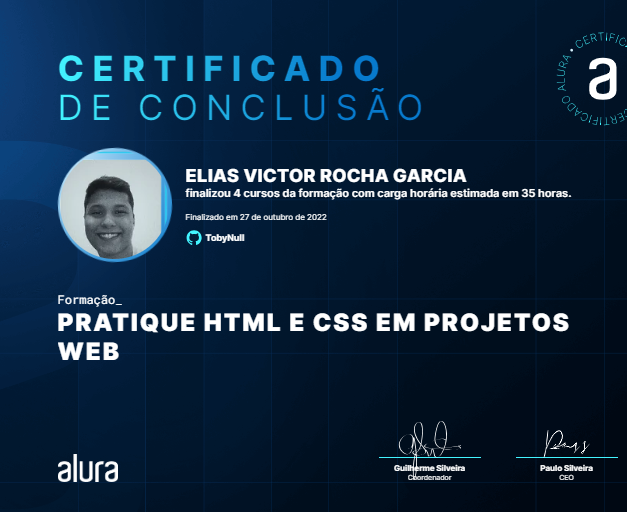 CERTIFICADO
DE CONCLUSÃO
CERTIFICADO ALURA • CERTIFIC
a
ELIAS VICTOR ROCHA GARCIA
finalizou 4 cursos da formação com carga horária estimada em 35 horas.
Finalizado em 27 de outubro de 2022
TobyNull
Formação_
PRATIQUE HTML E CSS EM PROJETOS
WEB
alura
Guilherme Silveira
Coordenador
Paulo Silveira
CEO